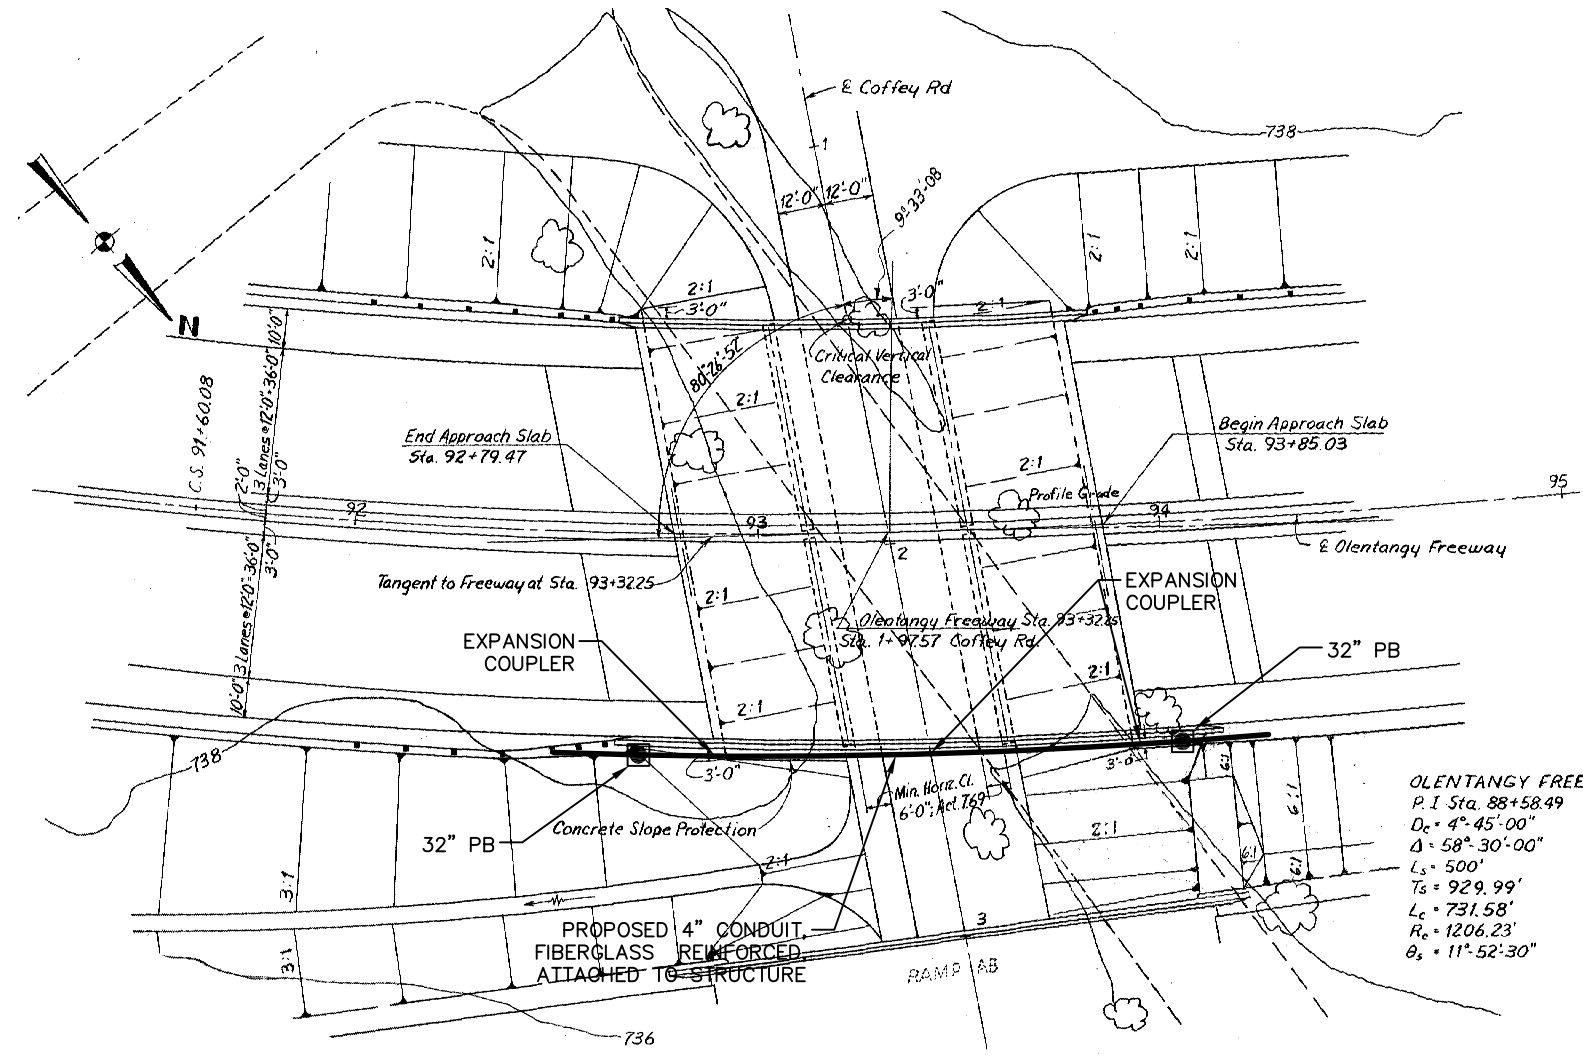 ℄ Coffey Rd
738
1
12'-0" 12'-0"
9°-33'-08
2:1
2:1
2:1
2:1
3'-0"
3'-0"
2:1
N
Critical Vertical
Clearance
80°-26'-52
10'-0"
3 Lanes @ 12'-0"=36'-0"
2'-0"
3'-0"
C.S. 91+60.08
2:1
End Approach Slab
Sta. 92+79.47
Begin Approach Slab
Sta. 93+85.03
2:1
Profile Grade
92
93
94
95
2
℄ Olentangy Freeway
3'-0"
3 Lanes @ 12'-0"=36'-0"
10'-0"
Tangent to Freeway at Sta. 93+32.25
2:1
EXPANSION
COUPLER
Olentangy Freeway Sta. 93+32.25
Sta. 1+97.57 Coffey Rd.
EXPANSION
COUPLER
32" PB
2:1
2:1
738
3'-0"
3'-0"
6:1
Min. Horiz. Cl.
6'-0"; Act. 7.69
6:1
32" PB
Concrete Slope Protection
2:1
2:1
6:1
6:1
3:1
3:1
3
PROPOSED 4" CONDUIT,
FIBERGLASS REINFORCED,
ATTACHED TO STRUCTURE
RAMP AB
736
OLENTANGY FREE
P.I Sta. 88+58.49
Dc = 4°-45'-00"
Δ = 58°-30'-00"
Ls = 500'
Ts = 929.99'
Lc = 731.58'
Rc = 1206.23'
θs = 11°-52'-30"